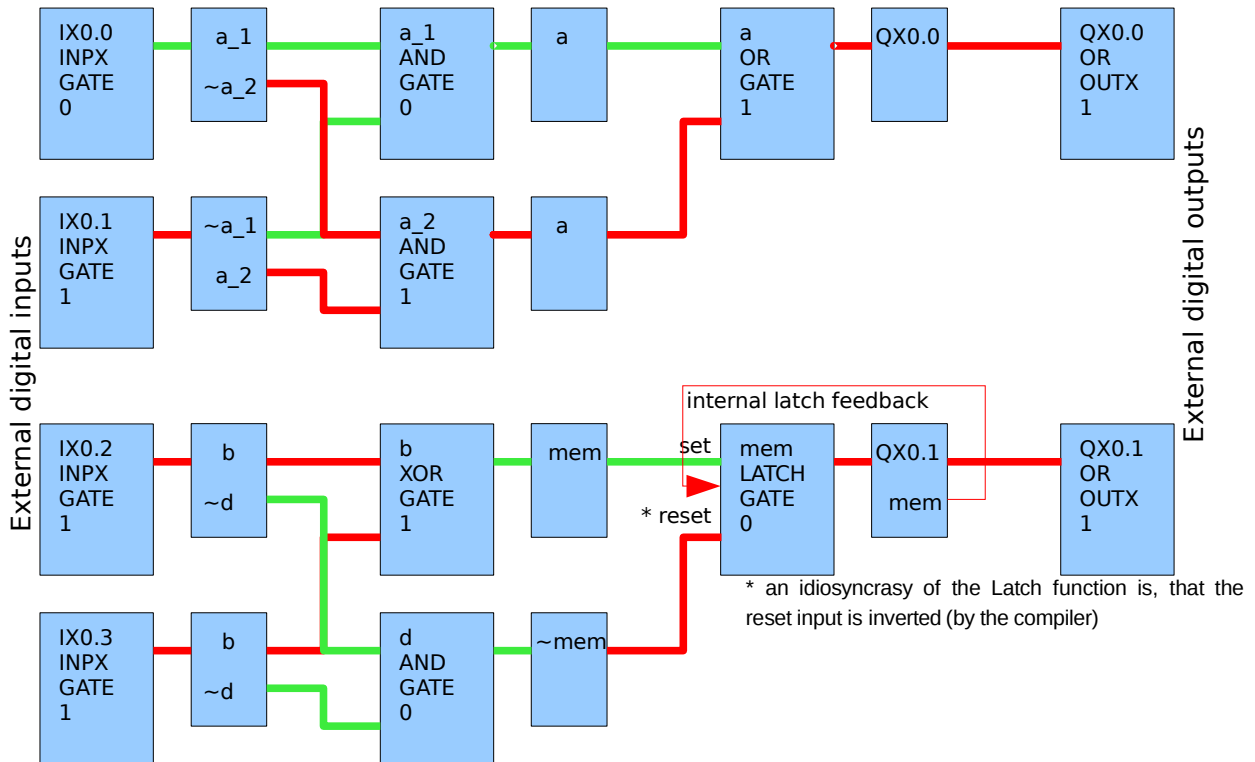 External digital inputs
IX0.0
INPX
GATE
0
a_1
~a_2
a_1
AND
GATE
0
a
a
OR
GATE
1
QX0.0
QX0.0
OR
OUTX
1
External digital outputs
IX0.1
INPX
GATE
1
~a_1
a_2
a_2
AND
GATE
1
a
IX0.2
INPX
GATE
1
b
~d
b
XOR
GATE
1
mem
internal latch feedback
set
* reset
mem
LATCH
GATE
0
QX0.1
mem
QX0.1
OR
OUTX
1
* an idiosyncrasy of the Latch function is, that the
reset input is inverted (by the compiler)
IX0.3
INPX
GATE
1
b
~d
d
AND
GATE
0
~mem